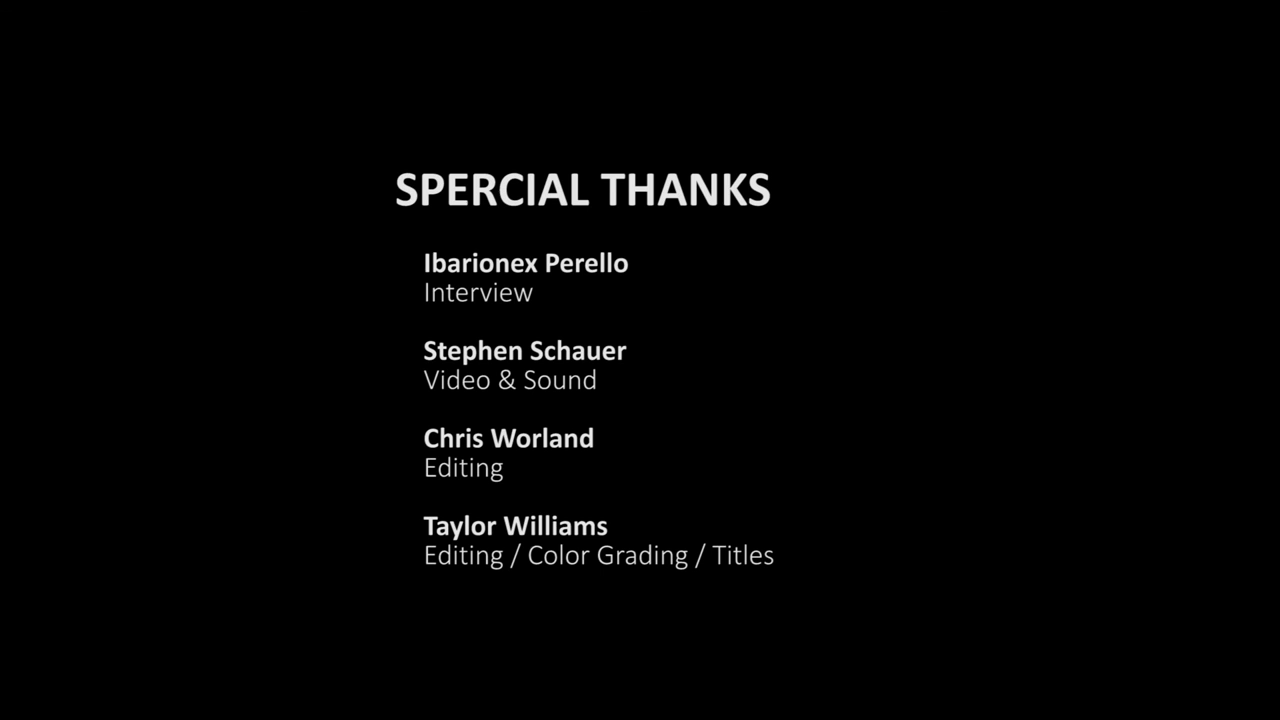 SPERCIAL THANKS
Ibarionex Perello
Interview
Stephen Schauer
Video & Sound
Chris Worland
Editing
Taylor Williams
Editing / Color Grading / Titles